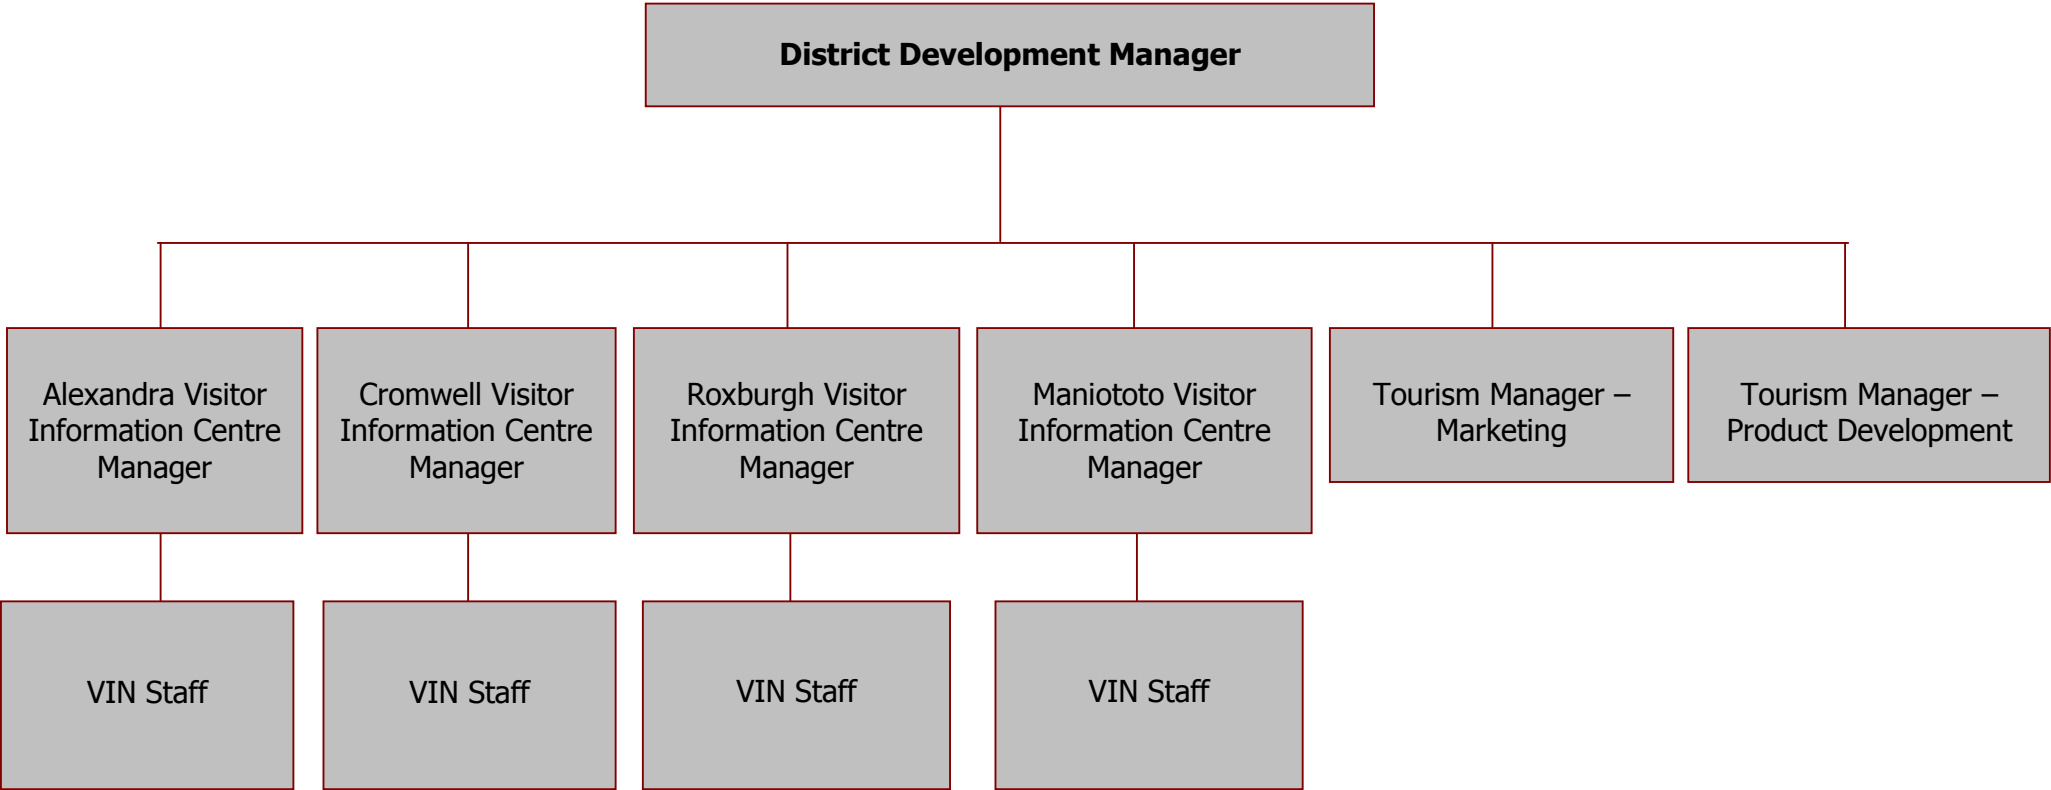 District Development Manager
Alexandra Visitor
Information Centre
Manager
Cromwell Visitor
Information Centre
Manager
Roxburgh Visitor
Information Centre
Manager
Maniototo Visitor
Information Centre
Manager
Tourism Manager –
Marketing
Tourism Manager –
Product Development
VIN Staff
VIN Staff
VIN Staff
VIN Staff